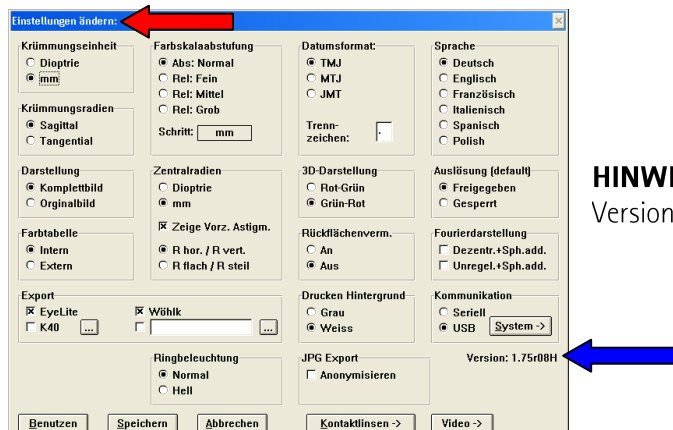 Einstellungen ändern:
Krümmungseinheit
Dioptrie
mm
Krümmungsradien
Sagittal
Tangential
Farbskalaabstufung
Abs: Normal
Rel: Fein
Rel: Mittel
Rel: Grob
Schritt: mm
Datumsformat:
TMJ
MTJ
JMT
Trenn-
zeichen: .
Sprache
Deutsch
Englisch
Französisch
Italienisch
Spanisch
Polish
Darstellung
Komplettbild
Orginalbild
Farbtabelle
Intern
Extern
Zentralradien
Dioptrie
mm
Zeige Vorz. Astigm.
R hor. / R vert.
R flach / R steil
3D-Darstellung
Rot-Grün
Grün-Rot
Rückflächenverm.
An
Aus
Auslösung (default)
Freigegeben
Gesperrt
Fourierdarstellung
Dezentr.+Sph.add.
Unregel.+Sph.add.
Export
EyeLite
K40 ...
Wöhlk
...
Drucken Hintergrund
Grau
Weiss
Kommunikation
Seriell
USB System ->
Ringbeleuchtung
Normal
Hell
JPG Export
Anonymisieren
Version: 1.75r08H
Benutzen Speichern Abbrechen Kontaktlinsen -> Video ->
HINWE
Version